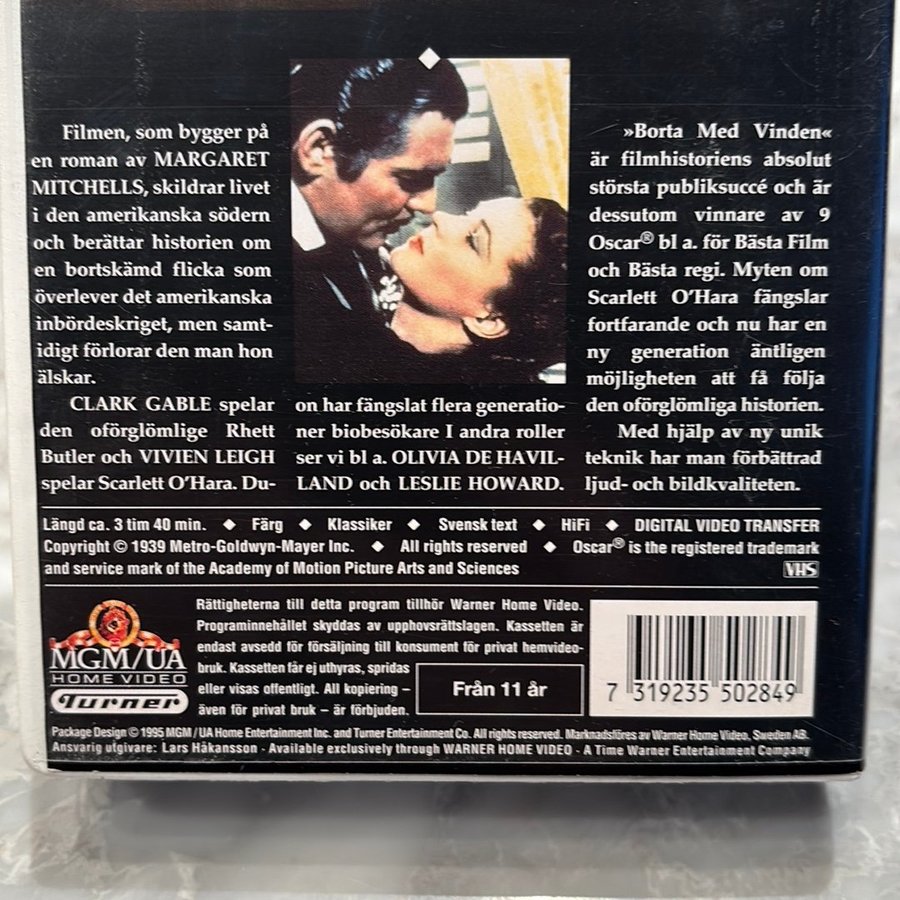 Filmen, som bygger på
en roman av MARGARET
MITCHELLS, skildrar livet
i den amerikanska södern
och berättar historien om
en bortskämd flicka som
överlever det amerikanska
inbördeskriget, men samt-
idigt förlorar den man hon
älskar.
CLARK GABLE spelar
den oförglömlige Rhett
Butler och VIVIEN LEIGH
spelar Scarlett O'Hara. Du-
on har fängslat flera generatio-
ner biobesökare I andra roller
ser vi bl a. OLIVIA DE HAVIL-
LAND och LESLIE HOWARD.
»Borta Med Vinden«
är filmhistoriens absolut
största publiksuccé och är
dessutom vinnare av 9
Oscar® bl a. för Bästa Film
och Bästa regi. Myten om
Scarlett O'Hara fängslar
fortfarande och nu har en
ny generation äntligen
möjligheten att få följa
den oförglömliga historien.
Med hjälp av ny unik
teknik har man förbättrad
ljud- och bildkvaliteten.
Längd ca. 3 tim 40 min. ◆ Färg ◆ Klassiker ◆ Svensk text ◆ HiFi ◆ DIGITAL VIDEO TRANSFER
Copyright © 1939 Metro-Goldwyn-Mayer Inc. ◆ All rights reserved ◆ Oscar® is the registered trademark
and service mark of the Academy of Motion Picture Arts and Sciences
VHS
MGM/UA
HOME VIDEO
Turner
Rättigheterna till detta program tillhör Warner Home Video.
Programinnehållet skyddas av upphovsrättslagen. Kassetten är
endast avsedd för försäljning till konsument för privat hemvideo-
bruk. Kassetten får ej uthyras, spridas
eller visas offentligt. All kopiering –
även för privat bruk – är förbjuden.
Från 11 år
7 319235 502849
Package Design © 1995 MGM / UA Home Entertainment Inc. and Turner Entertainment Co. All rights reserved. Marknadsföres av Warner Home Video, Sweden AB.
Ansvarig utgivare: Lars Håkansson - Available exclusively through WARNER HOME VIDEO - A Time Warner Entertainment Company